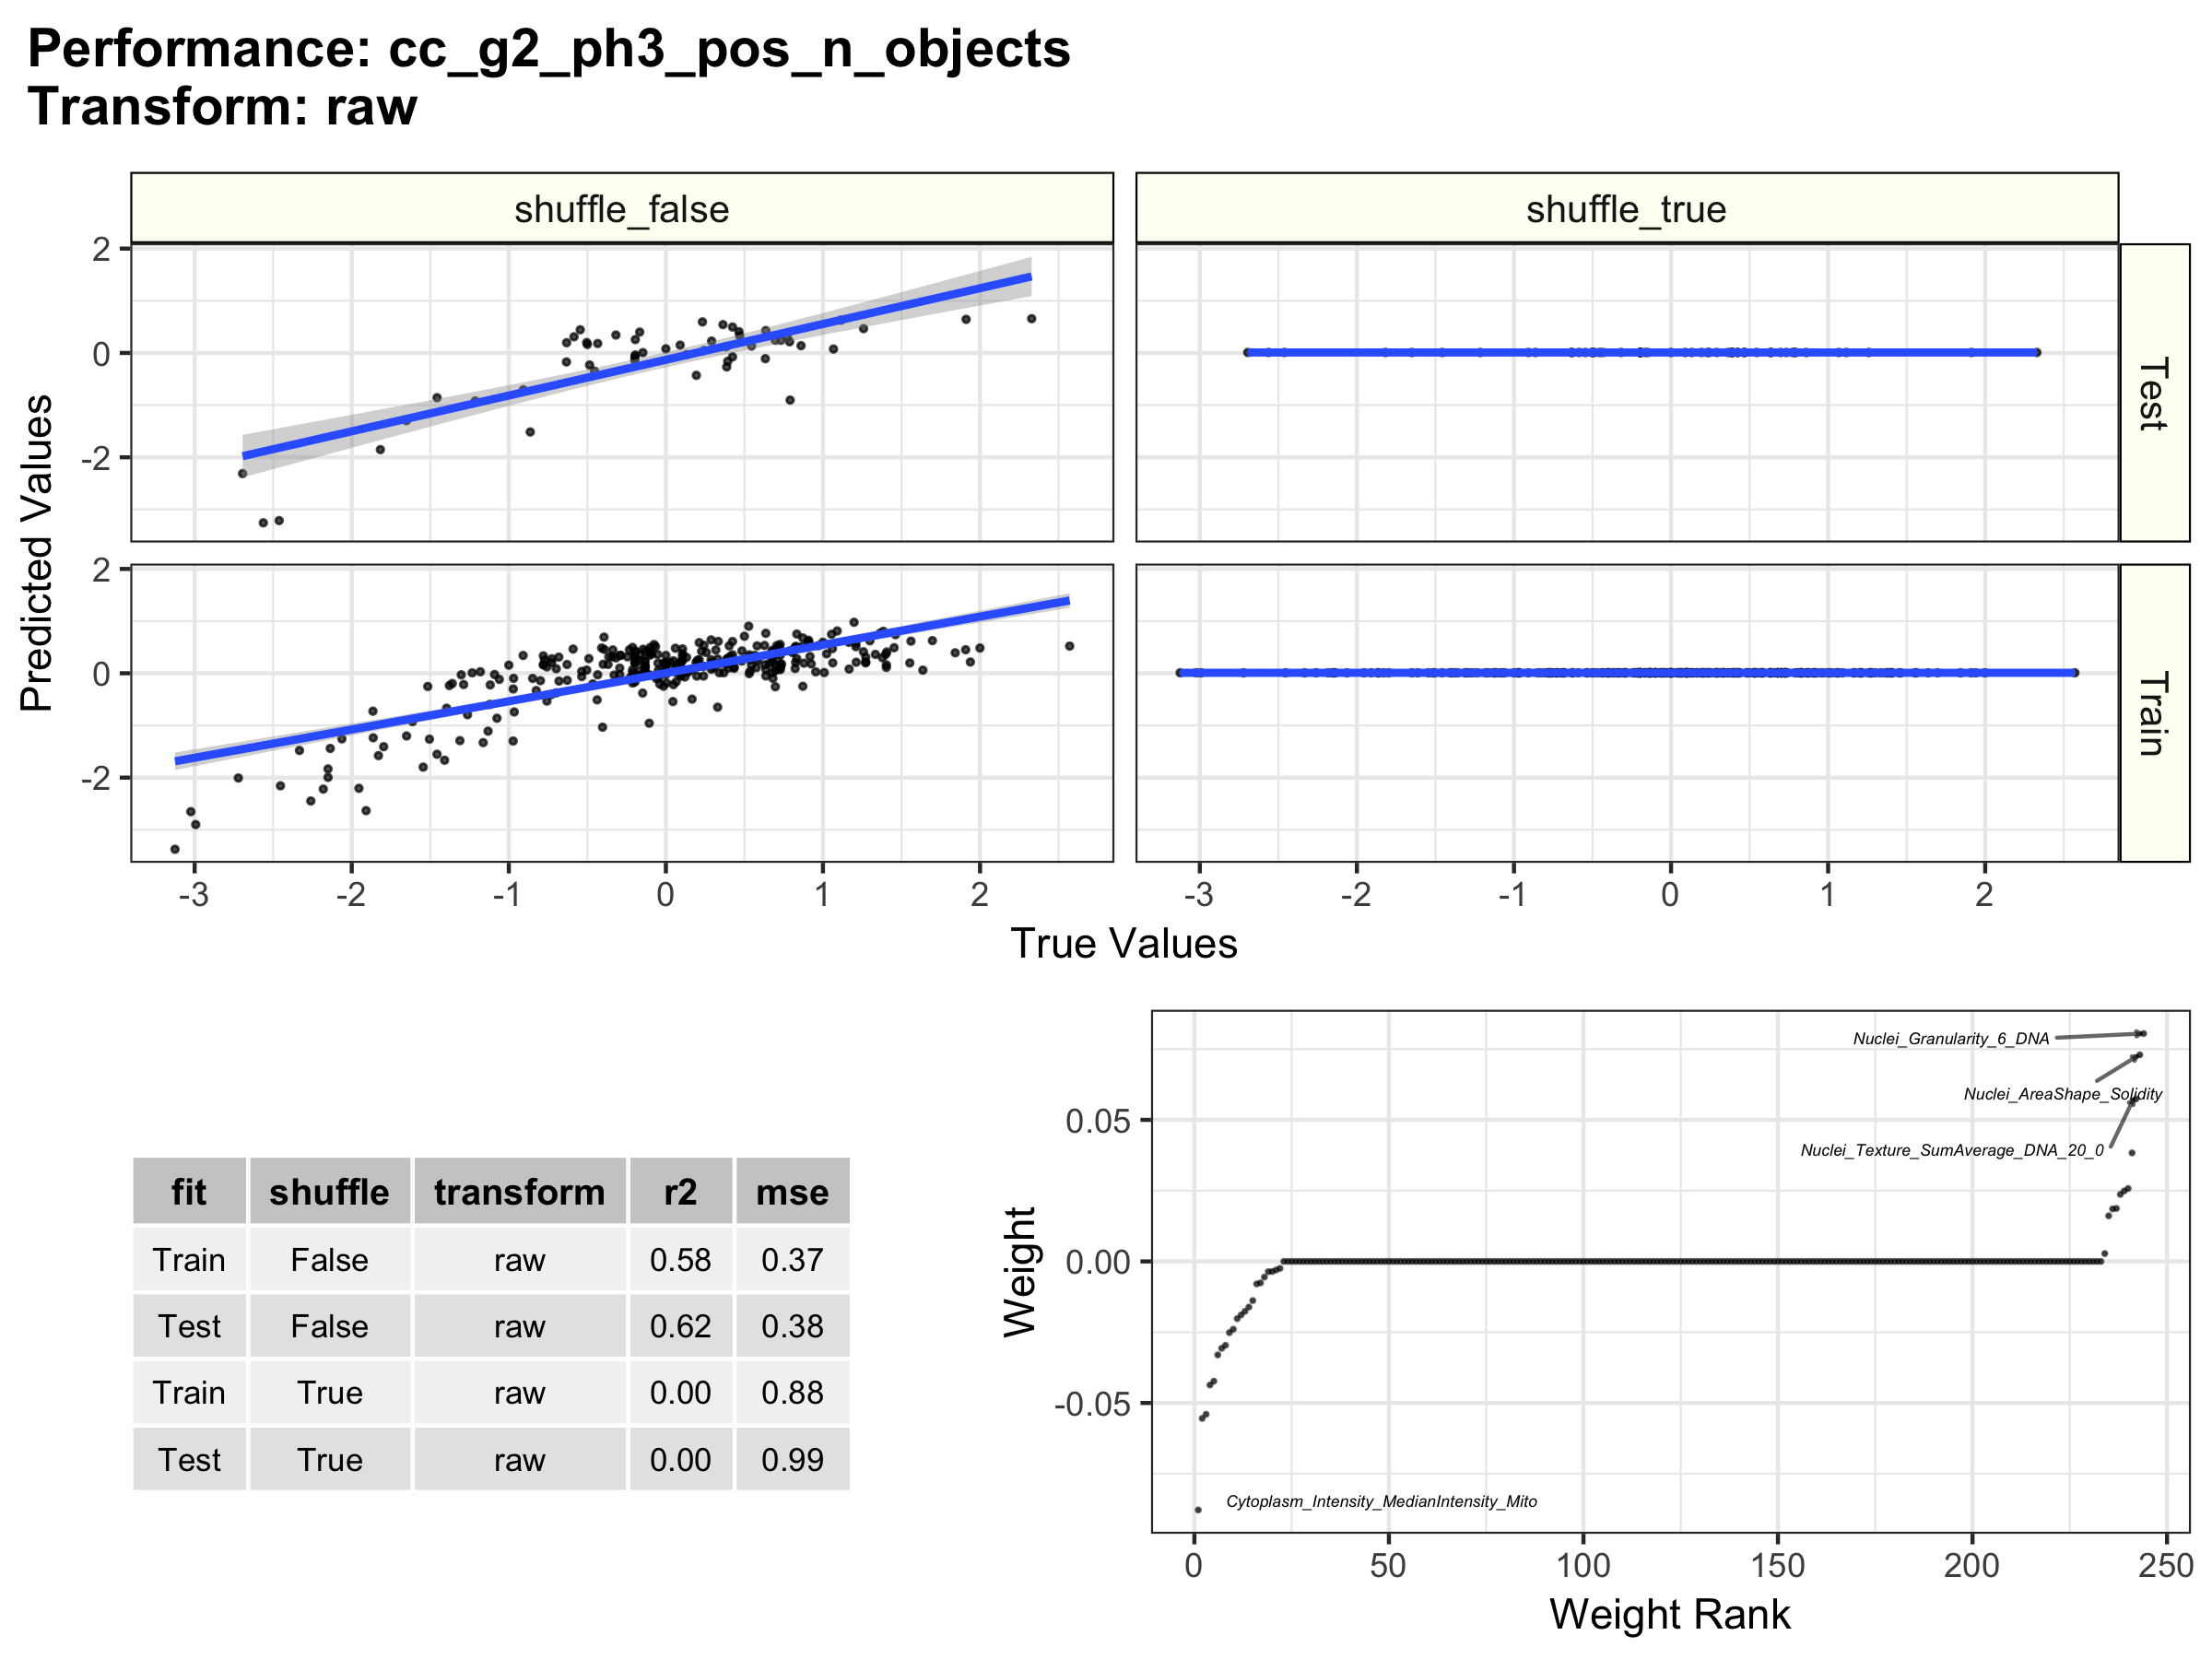 Performance: cc_g2_ph3_pos_n_objects
Transform: raw
shuffle_false
shuffle_true
2
0
-2
Test
2
0
-2
Train
Predicted Values
-3 -2 -1 0 1 2
-3 -2 -1 0 1 2
True Values
fit shuffle transform r2 mse
Train False raw 0.58 0.37
Test False raw 0.62 0.38
Train True raw 0.00 0.88
Test True raw 0.00 0.99
Nuclei_Granularity_6_DNA
Nuclei_AreaShape_Solidity
Nuclei_Texture_SumAverage_DNA_20_0
Cytoplasm_Intensity_MedianIntensity_Mito
0.05
0.00
-0.05
Weight
0 50 100 150 200 250
Weight Rank